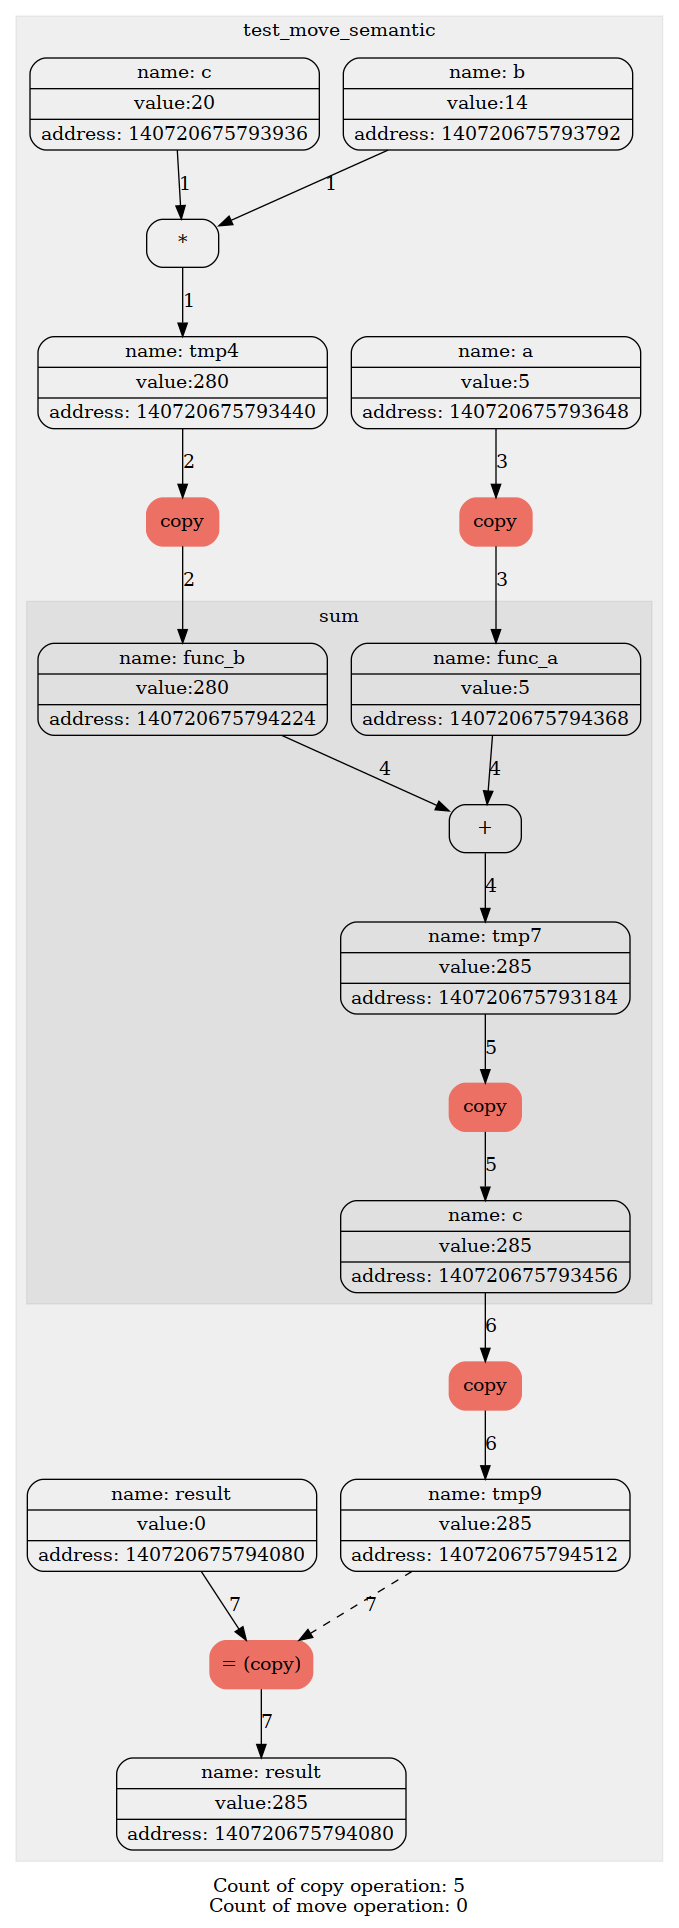 test_move_semantic
name: c
value:20
address: 140720675793936
name: b
value:14
address: 140720675793792
1
1
*
1
name: tmp4
value:280
address: 140720675793440
name: a
value:5
address: 140720675793648
2
3
copy
copy
2
3
sum
name: func_b
value:280
address: 140720675794224
name: func_a
value:5
address: 140720675794368
4
4
+
4
name: tmp7
value:285
address: 140720675793184
5
copy
5
name: c
value:285
address: 140720675793456
6
copy
6
name: result
value:0
address: 140720675794080
name: tmp9
value:285
address: 140720675794512
7
7
= (copy)
7
name: result
value:285
address: 140720675794080
Count of copy operation: 5
Count of move operation: 0